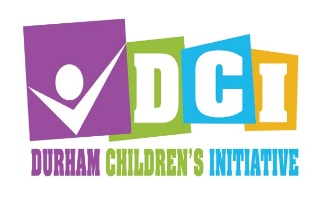 DCI
DURHAM CHILDREN'S INITIATIVE